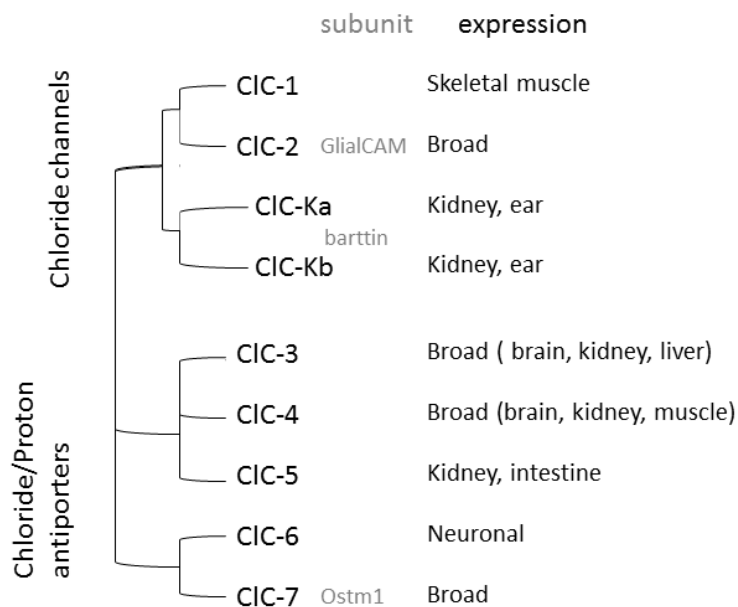 subunit expression
Chloride channels
ClC-1 Skeletal muscle
ClC-2 GlialCAM Broad
ClC-Ka Kidney, ear
barttin
ClC-Kb Kidney, ear
Chloride/Proton
antiporters
ClC-3 Broad ( brain, kidney, liver)
ClC-4 Broad (brain, kidney, muscle)
ClC-5 Kidney, intestine
ClC-6 Neuronal
ClC-7 Ostm1 Broad